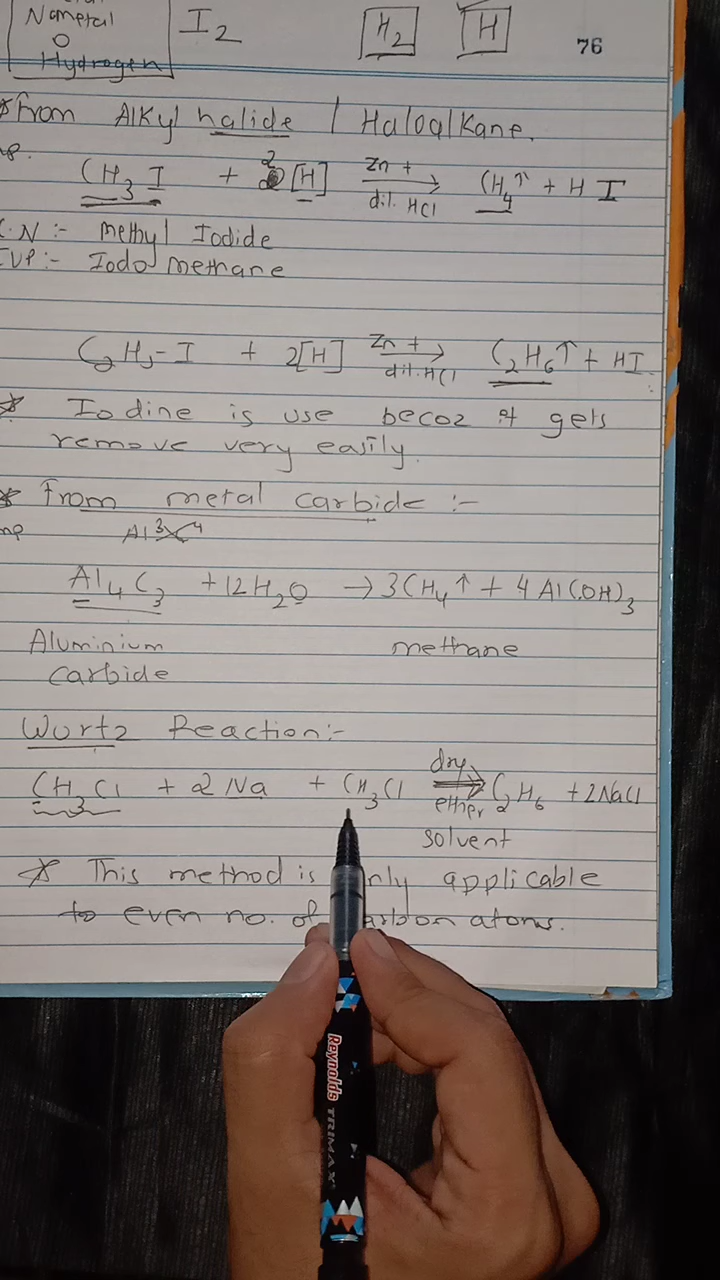 Nonmetal
O
Hydrogen
I2 H2 H 76
* From Alkyl halide / Haloalkane.
CH3I + 2[H] Zn + dil. HCl → CH4↑ + HI
C.N :- Methyl Iodide
IUP :- Iodo methane
C2H5-I + 2[H] Zn + dil. HCl → C2H6↑ + HI
* Iodine is use becoz it gets
remove very easily.
* From metal carbide :-
Al3 C4
Al4C3 + 12H2O → 3CH4↑ + 4Al(OH)3
Aluminium methane
Carbide
Wurtz Reaction:-
CH3Cl + 2Na + CH3Cl dry ether → C2H6 + 2NaCl
solvent
* This method is only applicable
to even no. of carbon atoms.
Reynolds TRIMAX